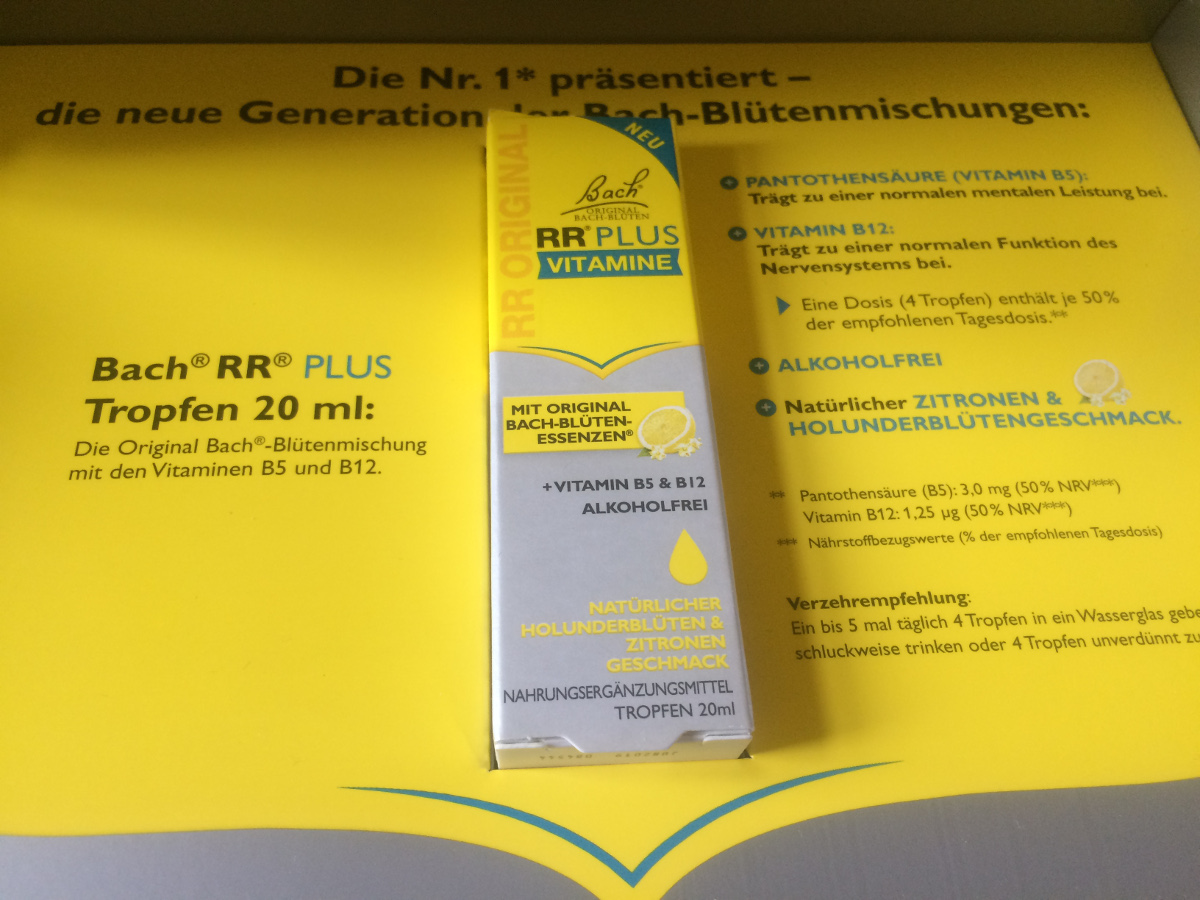 Die Nr. 1* präsentiert –
die neue Generation der Bach-Blütenmischungen:
Bach® RR® PLUS
Tropfen 20 ml:
Die Original Bach®-Blütenmischung
mit den Vitaminen B5 und B12.
RR ORIGINAL
NEU
Bach®
ORIGINAL
BACH-BLÜTEN
RR® PLUS
VITAMINE
MIT ORIGINAL
BACH-BLÜTEN-
ESSENZEN®
+VITAMIN B5 & B12
ALKOHOLFREI
NATÜRLICHER
HOLUNDERBLÜTEN &
ZITRONEN
GESCHMACK
NAHRUNGSERGÄNZUNGSMITTEL
TROPFEN 20ml
PANTOTHENSÄURE (VITAMIN B5):
Trägt zu einer normalen mentalen Leistung bei.
VITAMIN B12:
Trägt zu einer normalen Funktion des
Nervensystems bei.
Eine Dosis (4 Tropfen) enthält je 50%
der empfohlenen Tagesdosis.**
ALKOHOLFREI
Natürlicher ZITRONEN &
HOLUNDERBLÜTENGESCHMACK.
** Pantothensäure (B5): 3,0 mg (50% NRV***)
Vitamin B12: 1,25 µg (50% NRV***)
*** Nährstoffbezugswerte (% der empfohlenen Tagesdosis)
Verzehrempfehlung:
Ein bis 5 mal täglich 4 Tropfen in ein Wasserglas gebe
schluckweise trinken oder 4 Tropfen unverdünnt zu